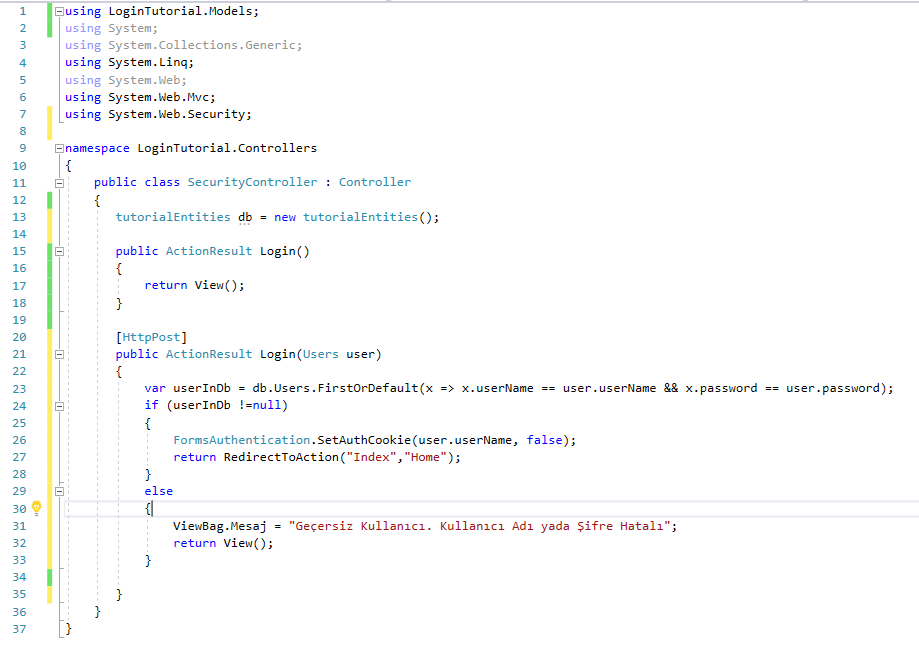 1 using LoginTutorial.Models;
2 using System;
3 using System.Collections.Generic;
4 using System.Linq;
5 using System.Web;
6 using System.Web.Mvc;
7 using System.Web.Security;
8
9 namespace LoginTutorial.Controllers
10 {
11     public class SecurityController : Controller
12     {
13         tutorialEntities db = new tutorialEntities();
14
15         public ActionResult Login()
16         {
17             return View();
18         }
19
20         [HttpPost]
21         public ActionResult Login(Users user)
22         {
23             var userInDb = db.Users.FirstOrDefault(x => x.userName == user.userName && x.password == user.password);
24             if (userInDb !=null)
25             {
26                 FormsAuthentication.SetAuthCookie(user.userName, false);
27                 return RedirectToAction("Index","Home");
28             }
29             else
30             {
31                 ViewBag.Mesaj = "Geçersiz Kullanıcı. Kullanıcı Adı yada Şifre Hatalı";
32                 return View();
33             }
34
35         }
36     }
37 }